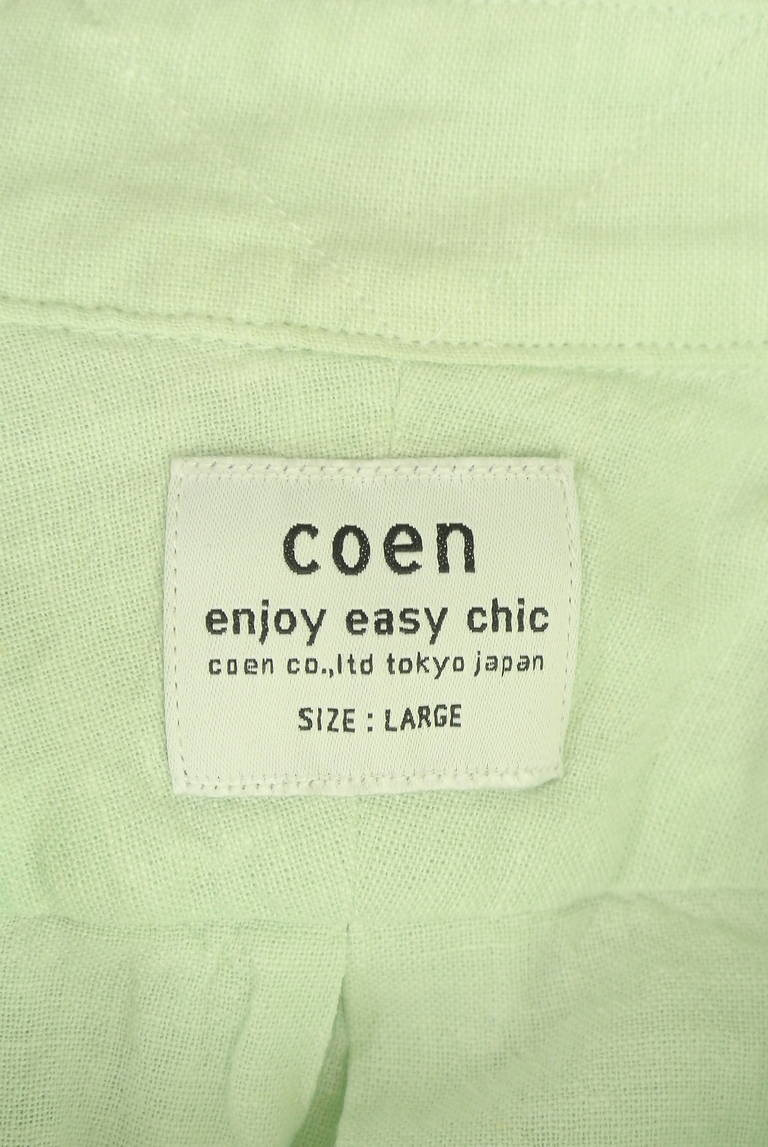 coen
enjoy easy chic
coen co.,ltd tokyo japan
SIZE : LARGE